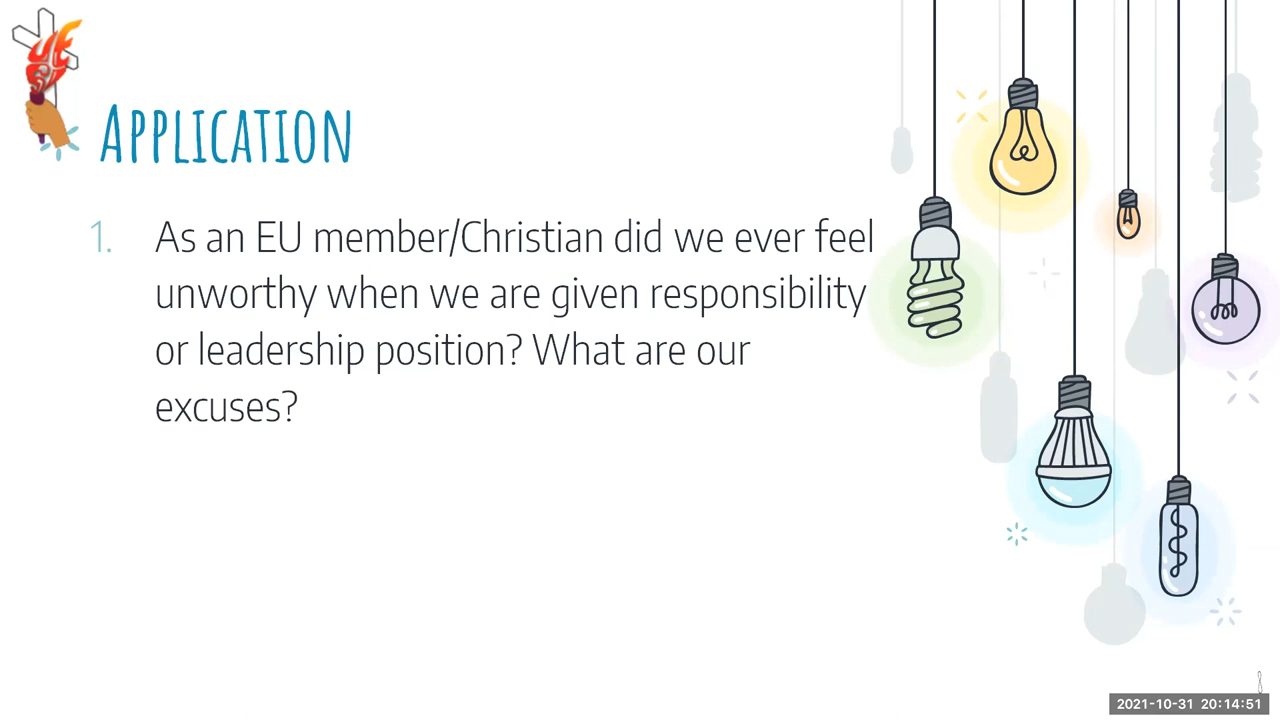 Application
1. As an EU member/Christian did we ever feel
unworthy when we are given responsibility
or leadership position? What are our
excuses?
2021-10-31 20:14:51